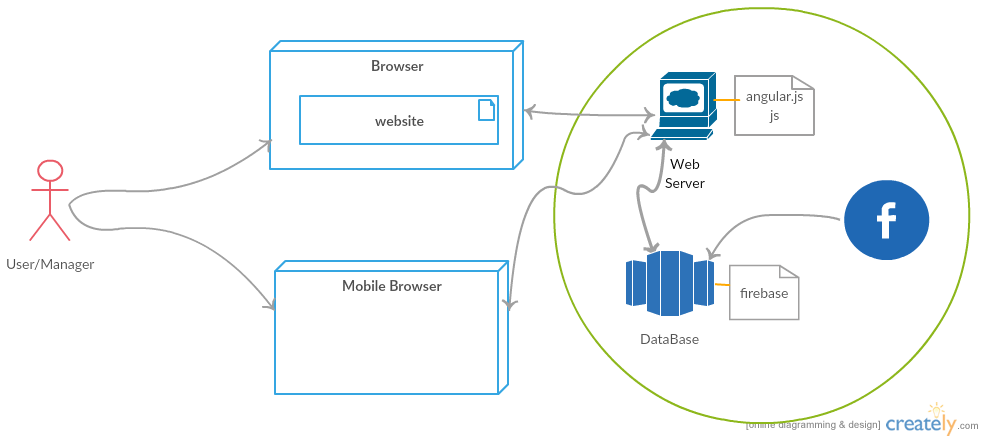 Browser
website
User/Manager
Mobile Browser
angular.js
js
Web
Server
f
firebase
DataBase
[online diagramming & design] creately.com